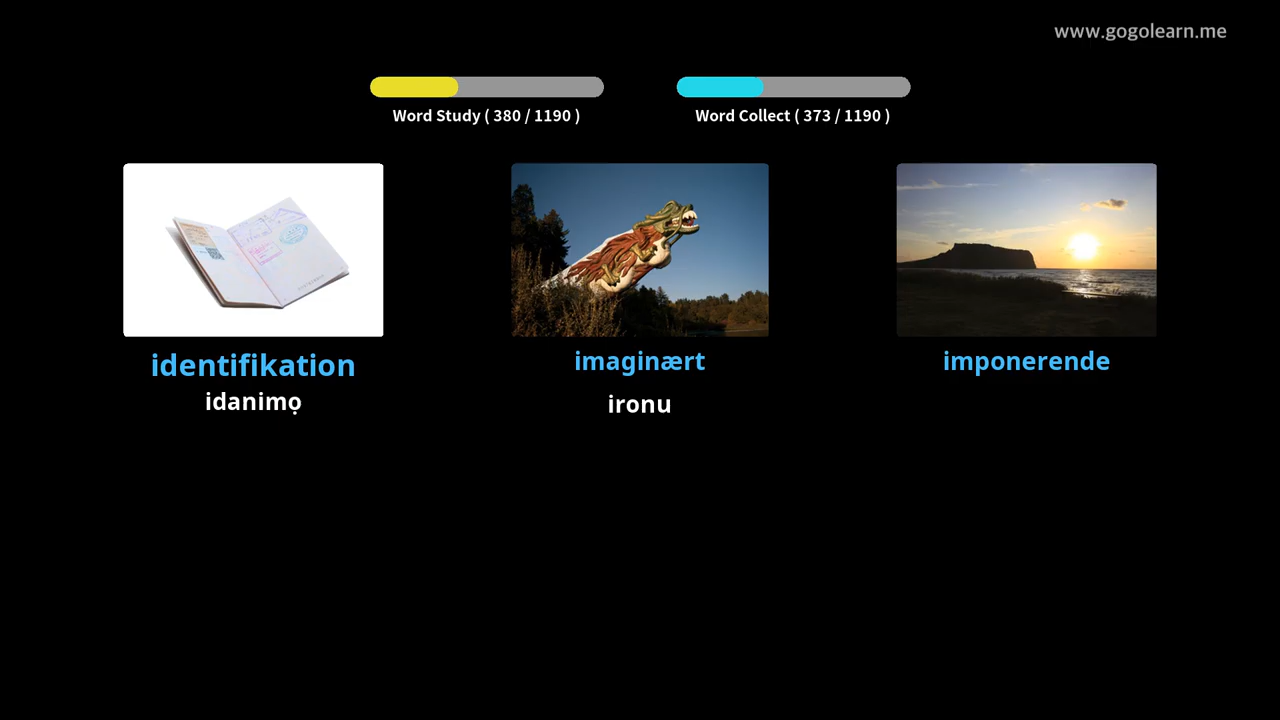 www.gogolearn.me
Word Study ( 380 / 1190 )
Word Collect ( 373 / 1190 )
identifikation
idanimọ
imaginært
ironu
imponerende